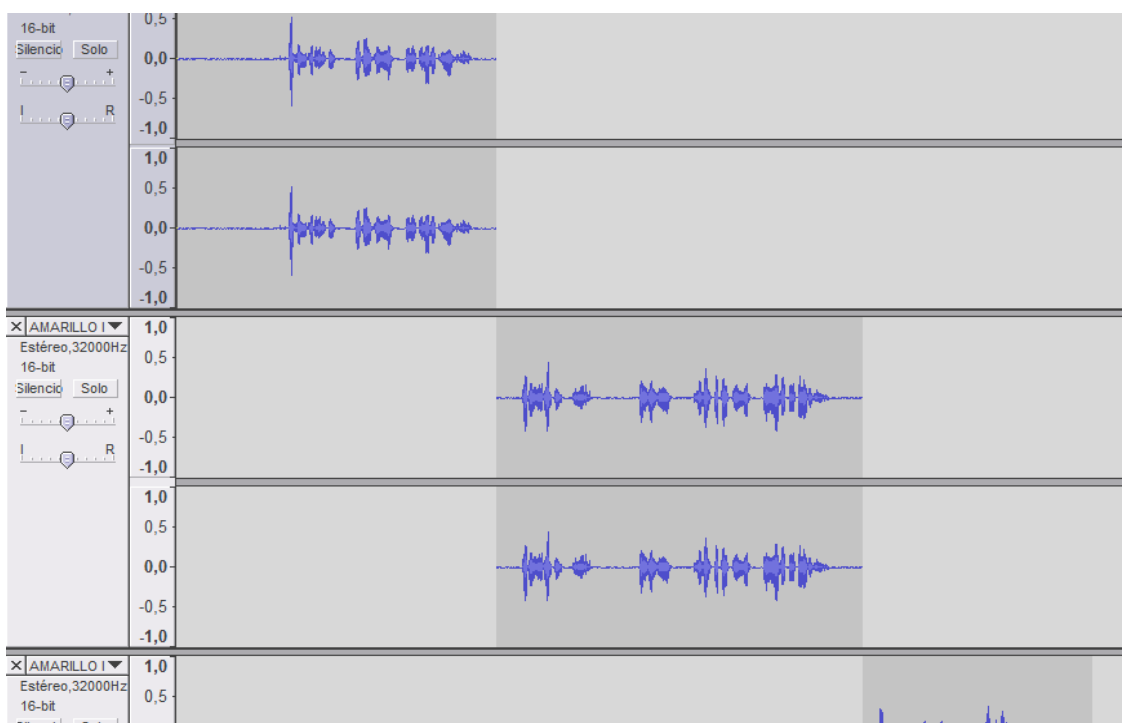 16-bit
Silencio Solo
- +
I R
0,5
0,0
-0,5
-1,0
1,0
0,5
0,0
-0,5
-1,0
AMARILLO I
Estéreo,32000Hz
16-bit
Silencio Solo
- +
I R
1,0
0,5
0,0
-0,5
-1,0
1,0
0,5
0,0
-0,5
-1,0
AMARILLO I
Estéreo,32000Hz
16-bit
1,0
0,5